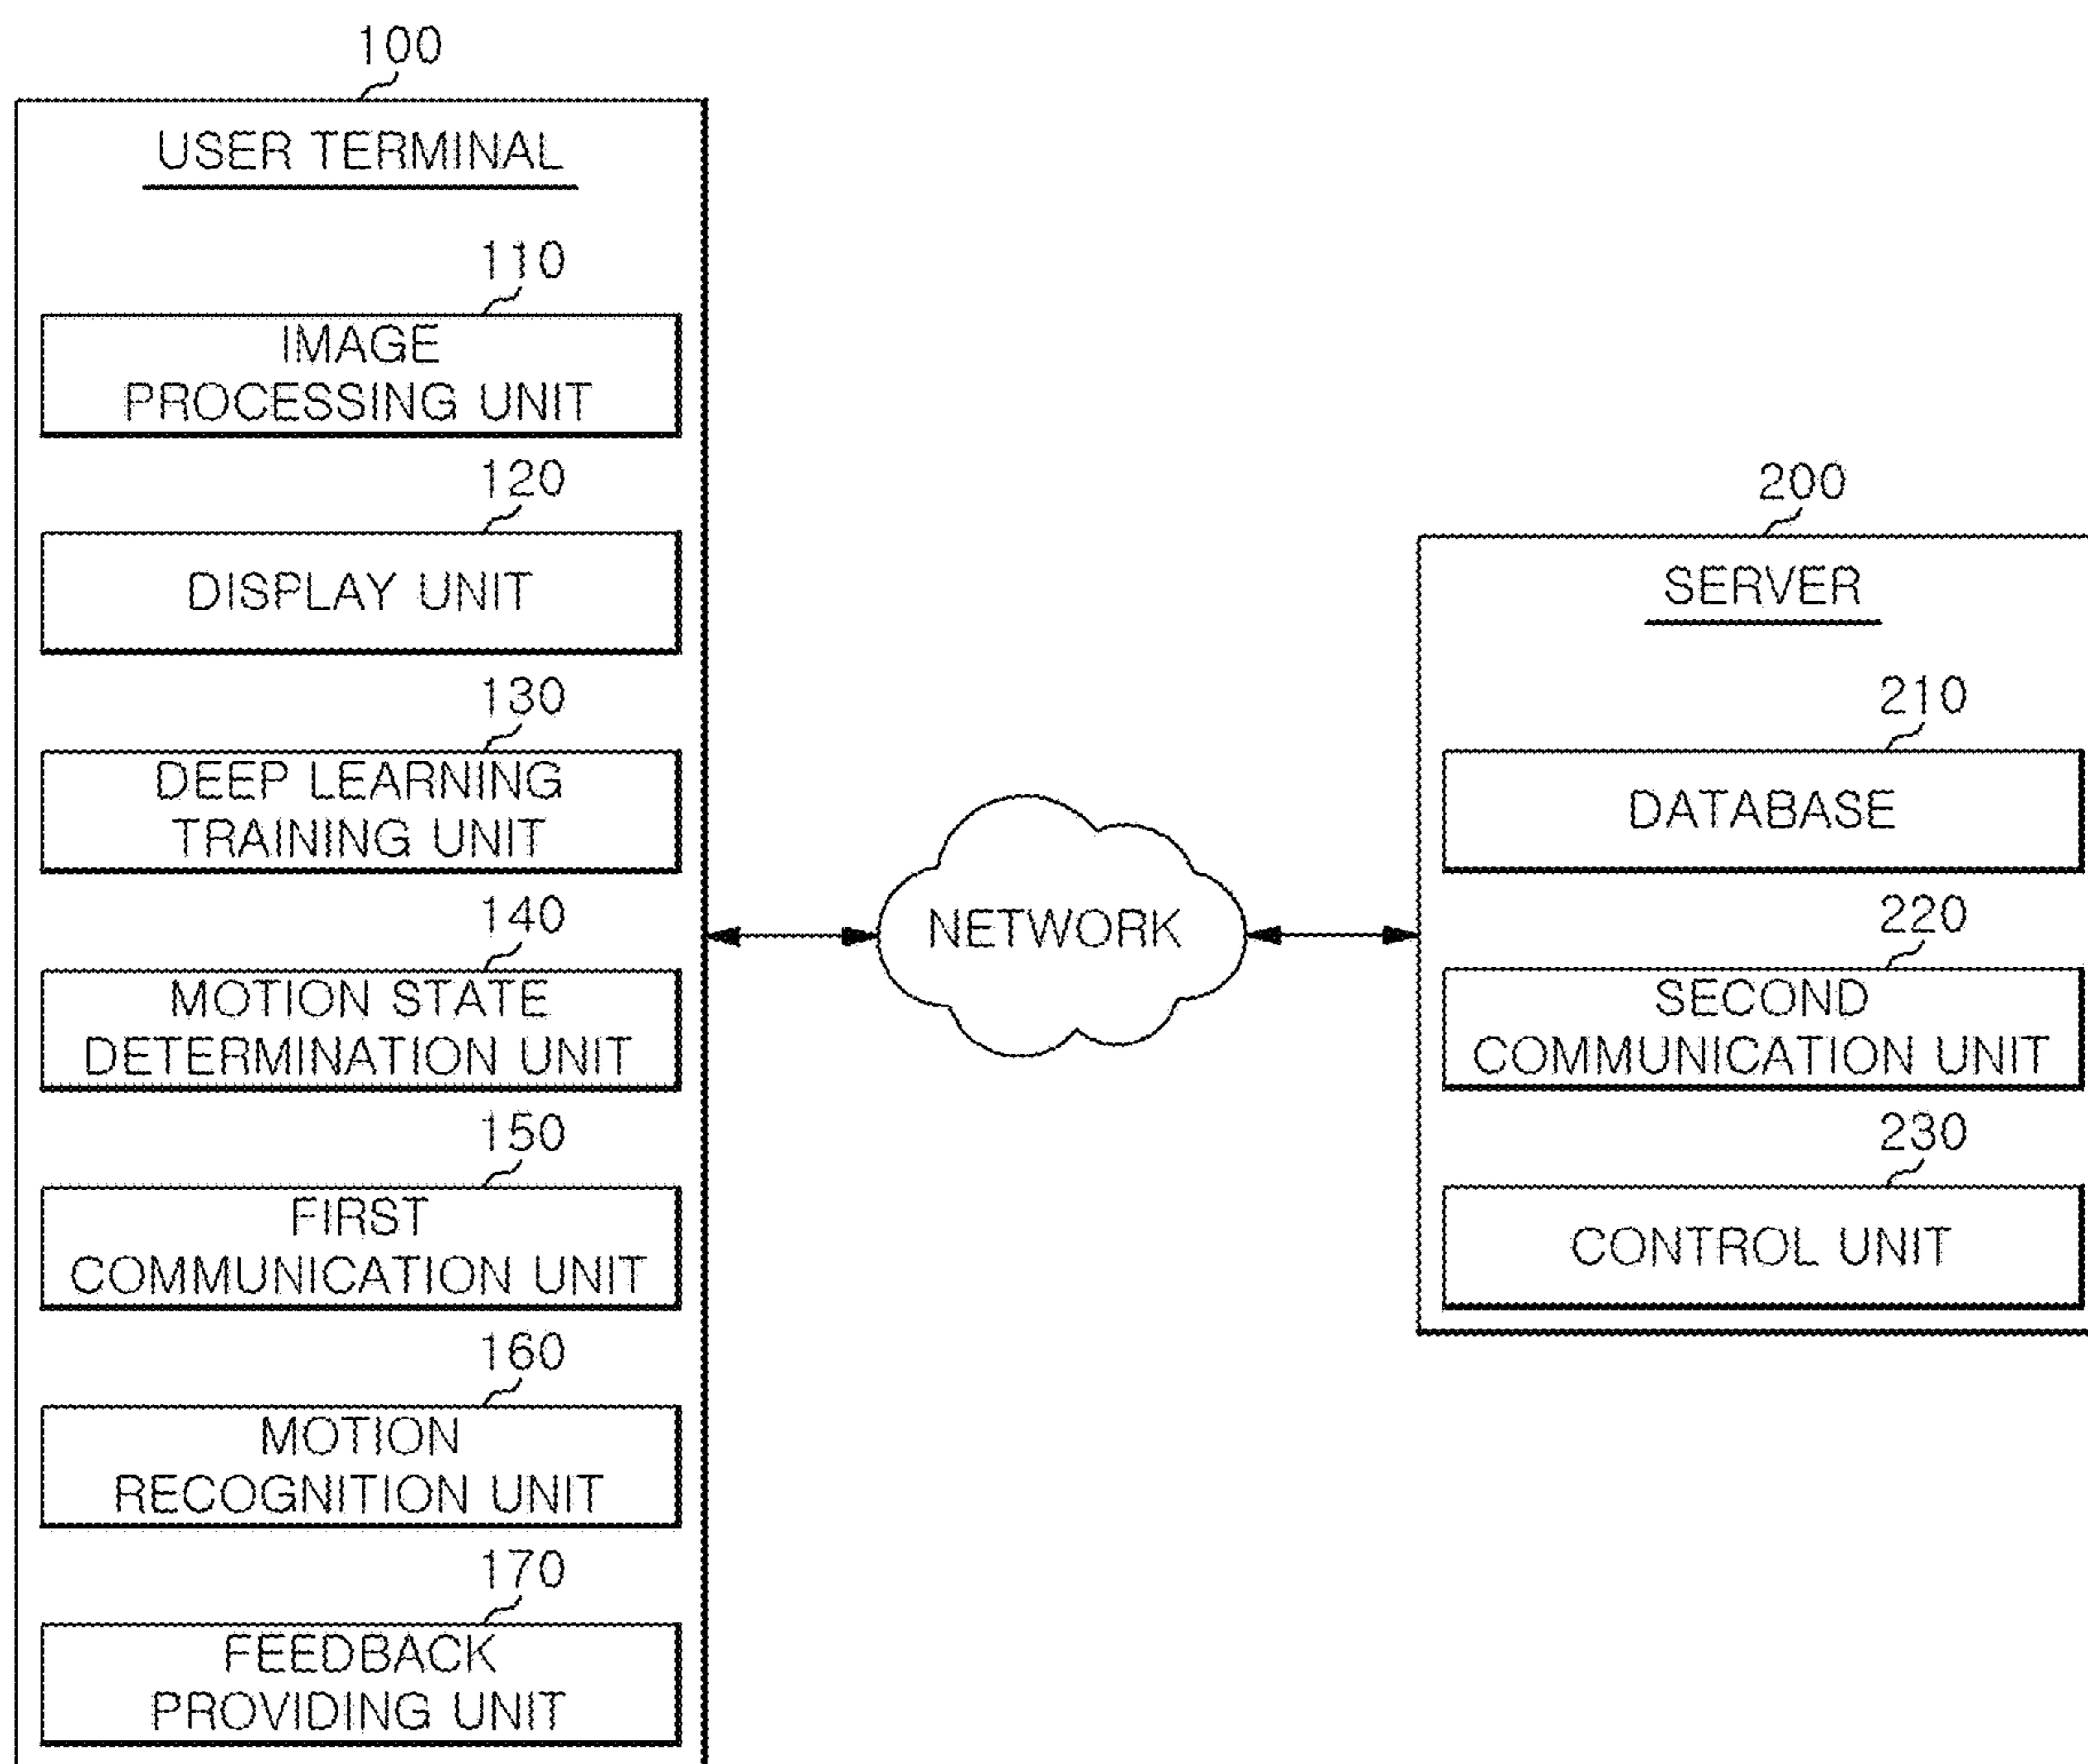 100
USER TERMINAL
110
IMAGE
PROCESSING UNIT
120
DISPLAY UNIT
130
DEEP LEARNING
TRAINING UNIT
140
MOTION STATE
DETERMINATION UNIT
150
FIRST
COMMUNICATION UNIT
160
MOTION
RECOGNITION UNIT
170
FEEDBACK
PROVIDING UNIT
NETWORK
200
SERVER
210
DATABASE
220
SECOND
COMMUNICATION UNIT
230
CONTROL UNIT